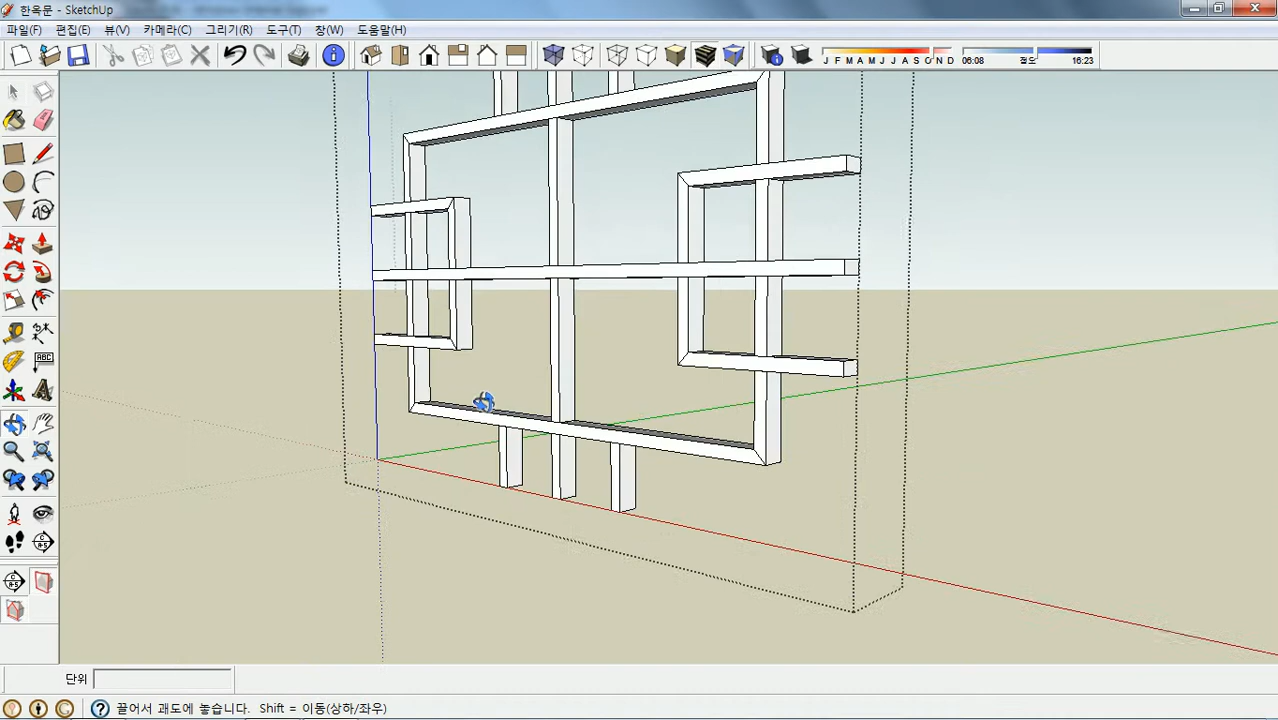 한옥문 - SketchUp
파일(F) 편집(E) 뷰(V) 카메라(C) 그리기(R) 도구(T) 창(W) 도움말(H)
J F M A M J J A S O N D 06:08 정오 16:23
ABC
단위
끌어서 괘도에 놓습니다. Shift = 이동(상하/좌우)